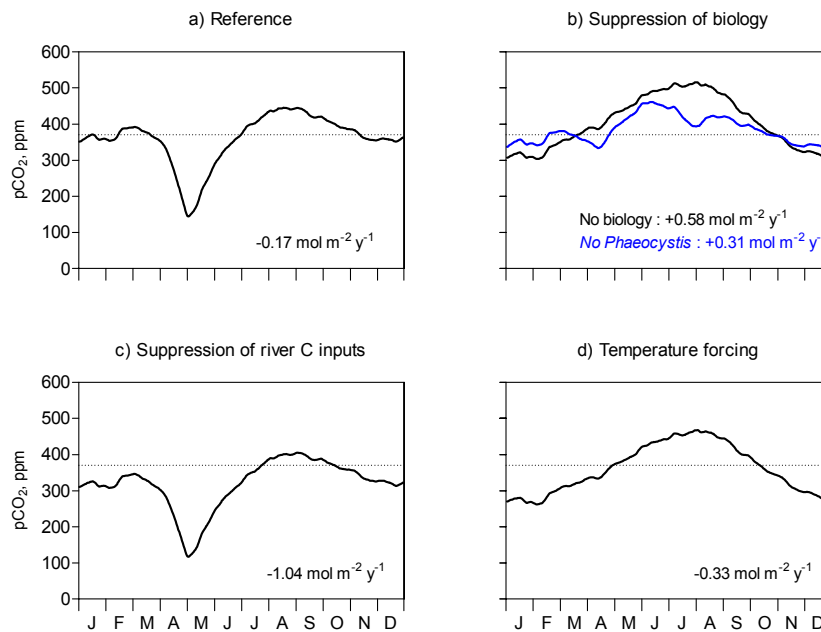 a) Reference
b) Suppression of biology
600
500
400
300
200
100
0
pCO2, ppm
-0.17 mol m-2 y-1
No biology : +0.58 mol m-2 y-1
No Phaeocystis : +0.31 mol m-2 y-1
c) Suppression of river C inputs
d) Temperature forcing
600
500
400
300
200
100
0
pCO2, ppm
-1.04 mol m-2 y-1
-0.33 mol m-2 y-1
J F M A M J J A S O N D
J F M A M J J A S O N D